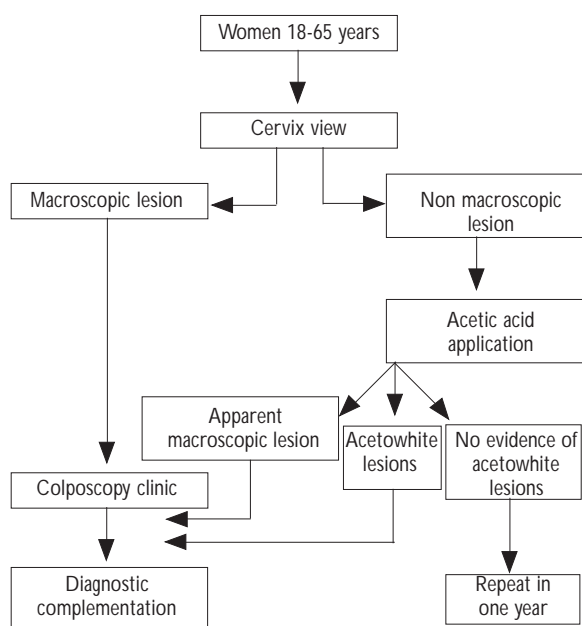 Women 18-65 years
Cervix view
Macroscopic lesion
Non macroscopic
lesion
Acetic acid
application
Apparent
macroscopic lesion
Acetowhite
lesions
No evidence of
acetowhite
lesions
Colposcopy clinic
Diagnostic
complementation
Repeat in
one year